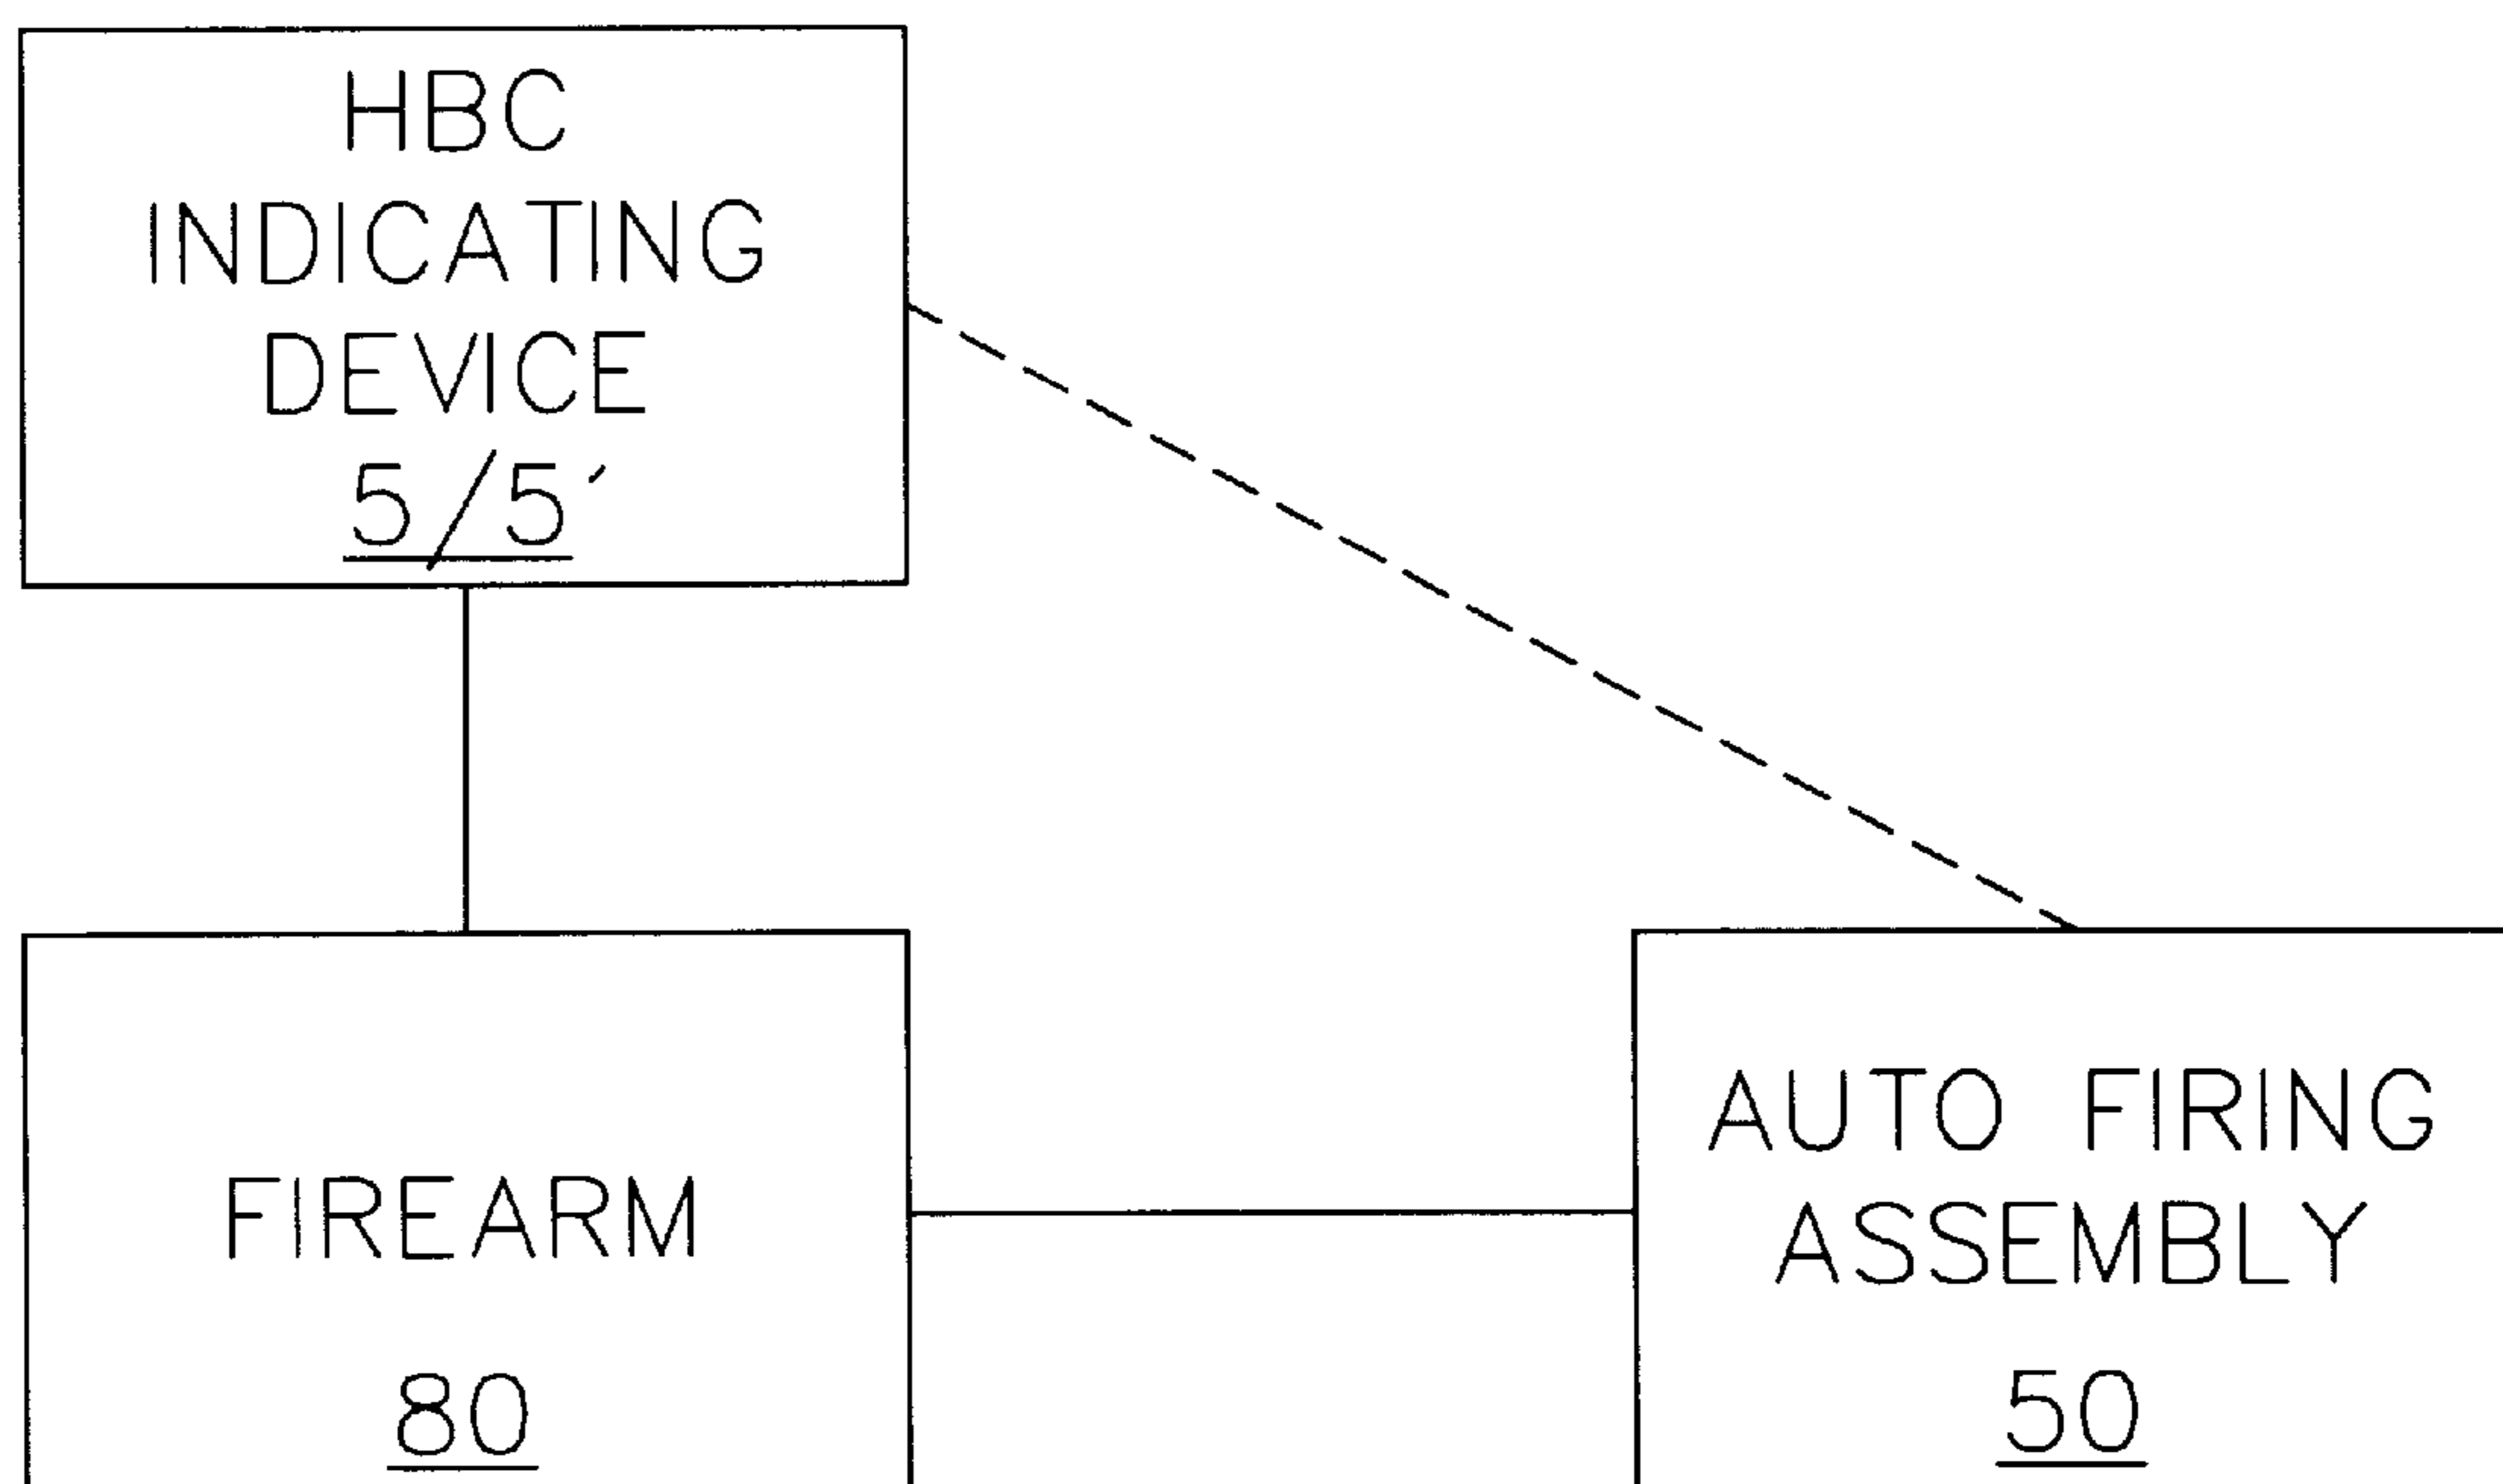 HBC
INDICATING
DEVICE
5/5´
FIREARM
80
AUTO FIRING
ASSEMBLY
50